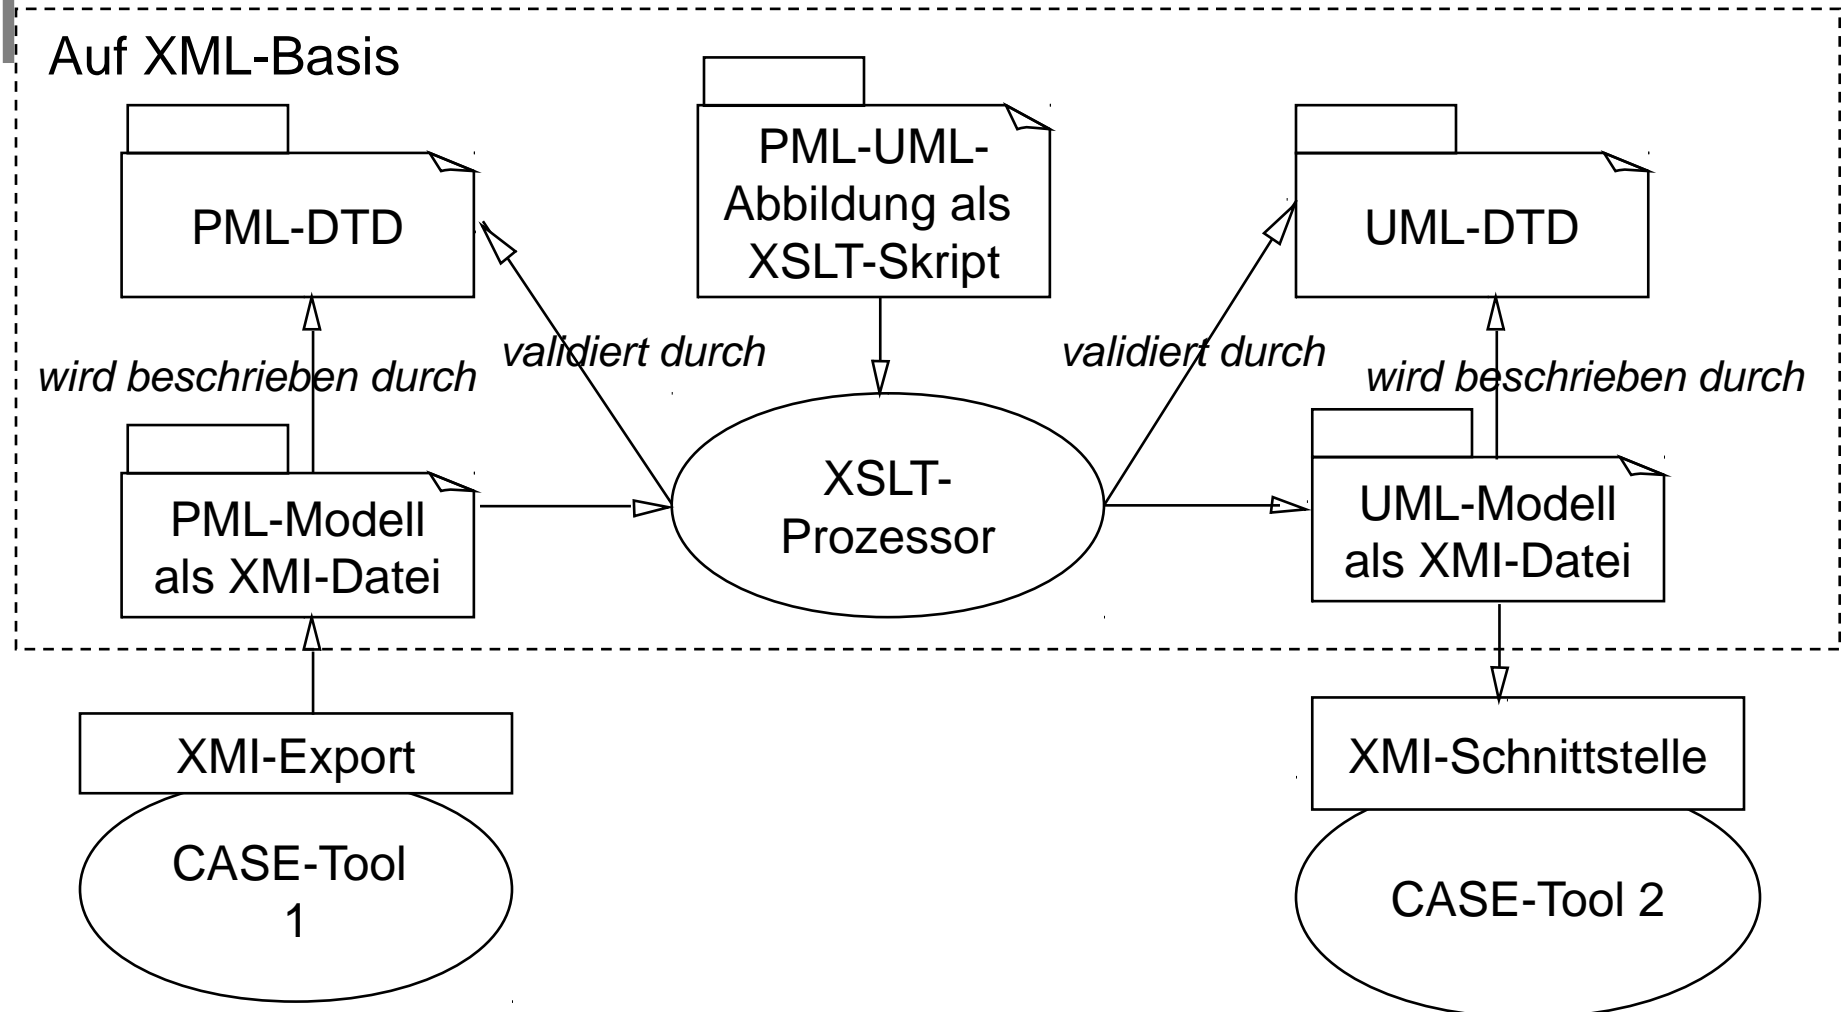 Auf XML-Basis
PML-DTD
PML-UML-
Abbildung als
XSLT-Skript
UML-DTD
wird beschrieben durch
validiert durch
validiert durch
wird beschrieben durch
PML-Modell
als XMI-Datei
XSLT-
Prozessor
UML-Modell
als XMI-Datei
XMI-Export
CASE-Tool
1
XMI-Schnittstelle
CASE-Tool 2